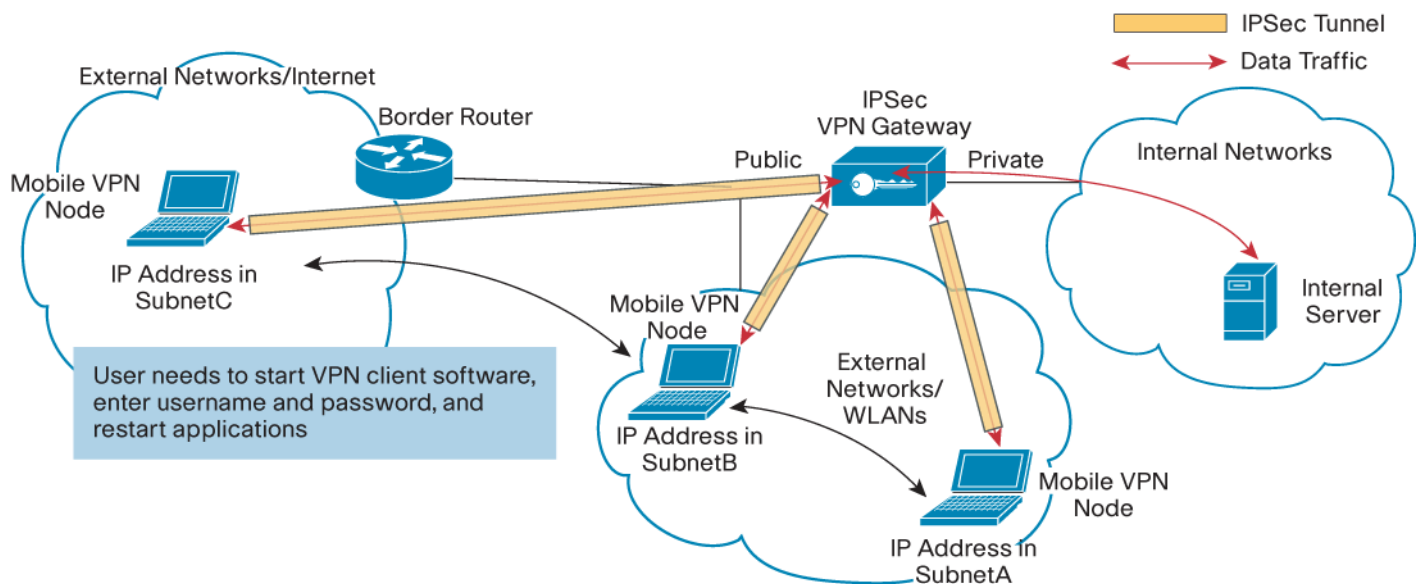 IPSec Tunnel
Data Traffic
External Networks/Internet
Border Router
IPSec
VPN Gateway
Public
Private
Internal Networks
Mobile VPN
Node
IP Address in
SubnetC
Internal
Server
Mobile VPN
Node
External
Networks/
WLANs
User needs to start VPN client software,
enter username and password, and
restart applications
IP Address in
SubnetB
Mobile VPN
Node
IP Address in
SubnetA